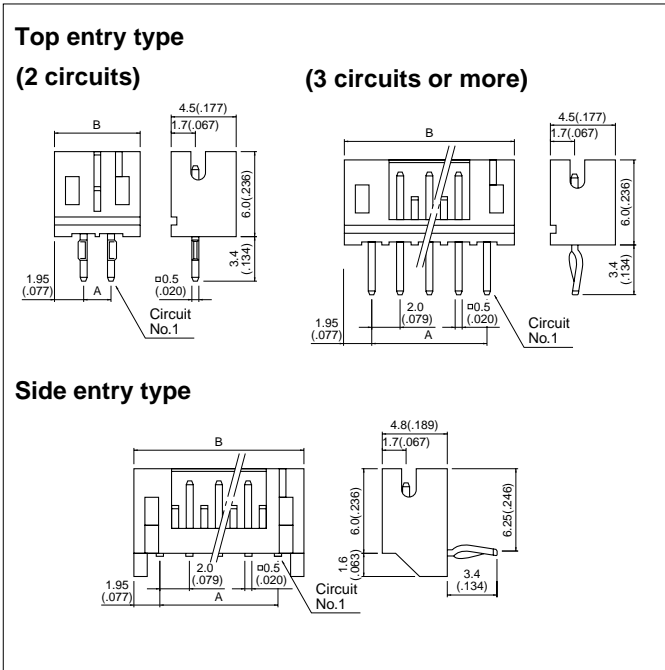 Top entry type
(2 circuits)
(3 circuits or more)
4.5(.177)
1.7(.067)
B
6.0(.236)
3.4
(.134)
1.95
(.077)
A
□0.5
(.020)
Circuit
No.1
4.5(.177)
1.7(.067)
B
6.0(.236)
3.4
(.134)
2.0
(.079)
□0.5
(.020)
1.95
(.077)
A
Circuit
No.1
Side entry type
4.8(.189)
1.7(.067)
B
6.0(.236)
6.25(.246)
1.6
(.063)
2.0
(.079)
□0.5
(.020)
1.95
(.077)
A
Circuit
No.1
3.4
(.134)